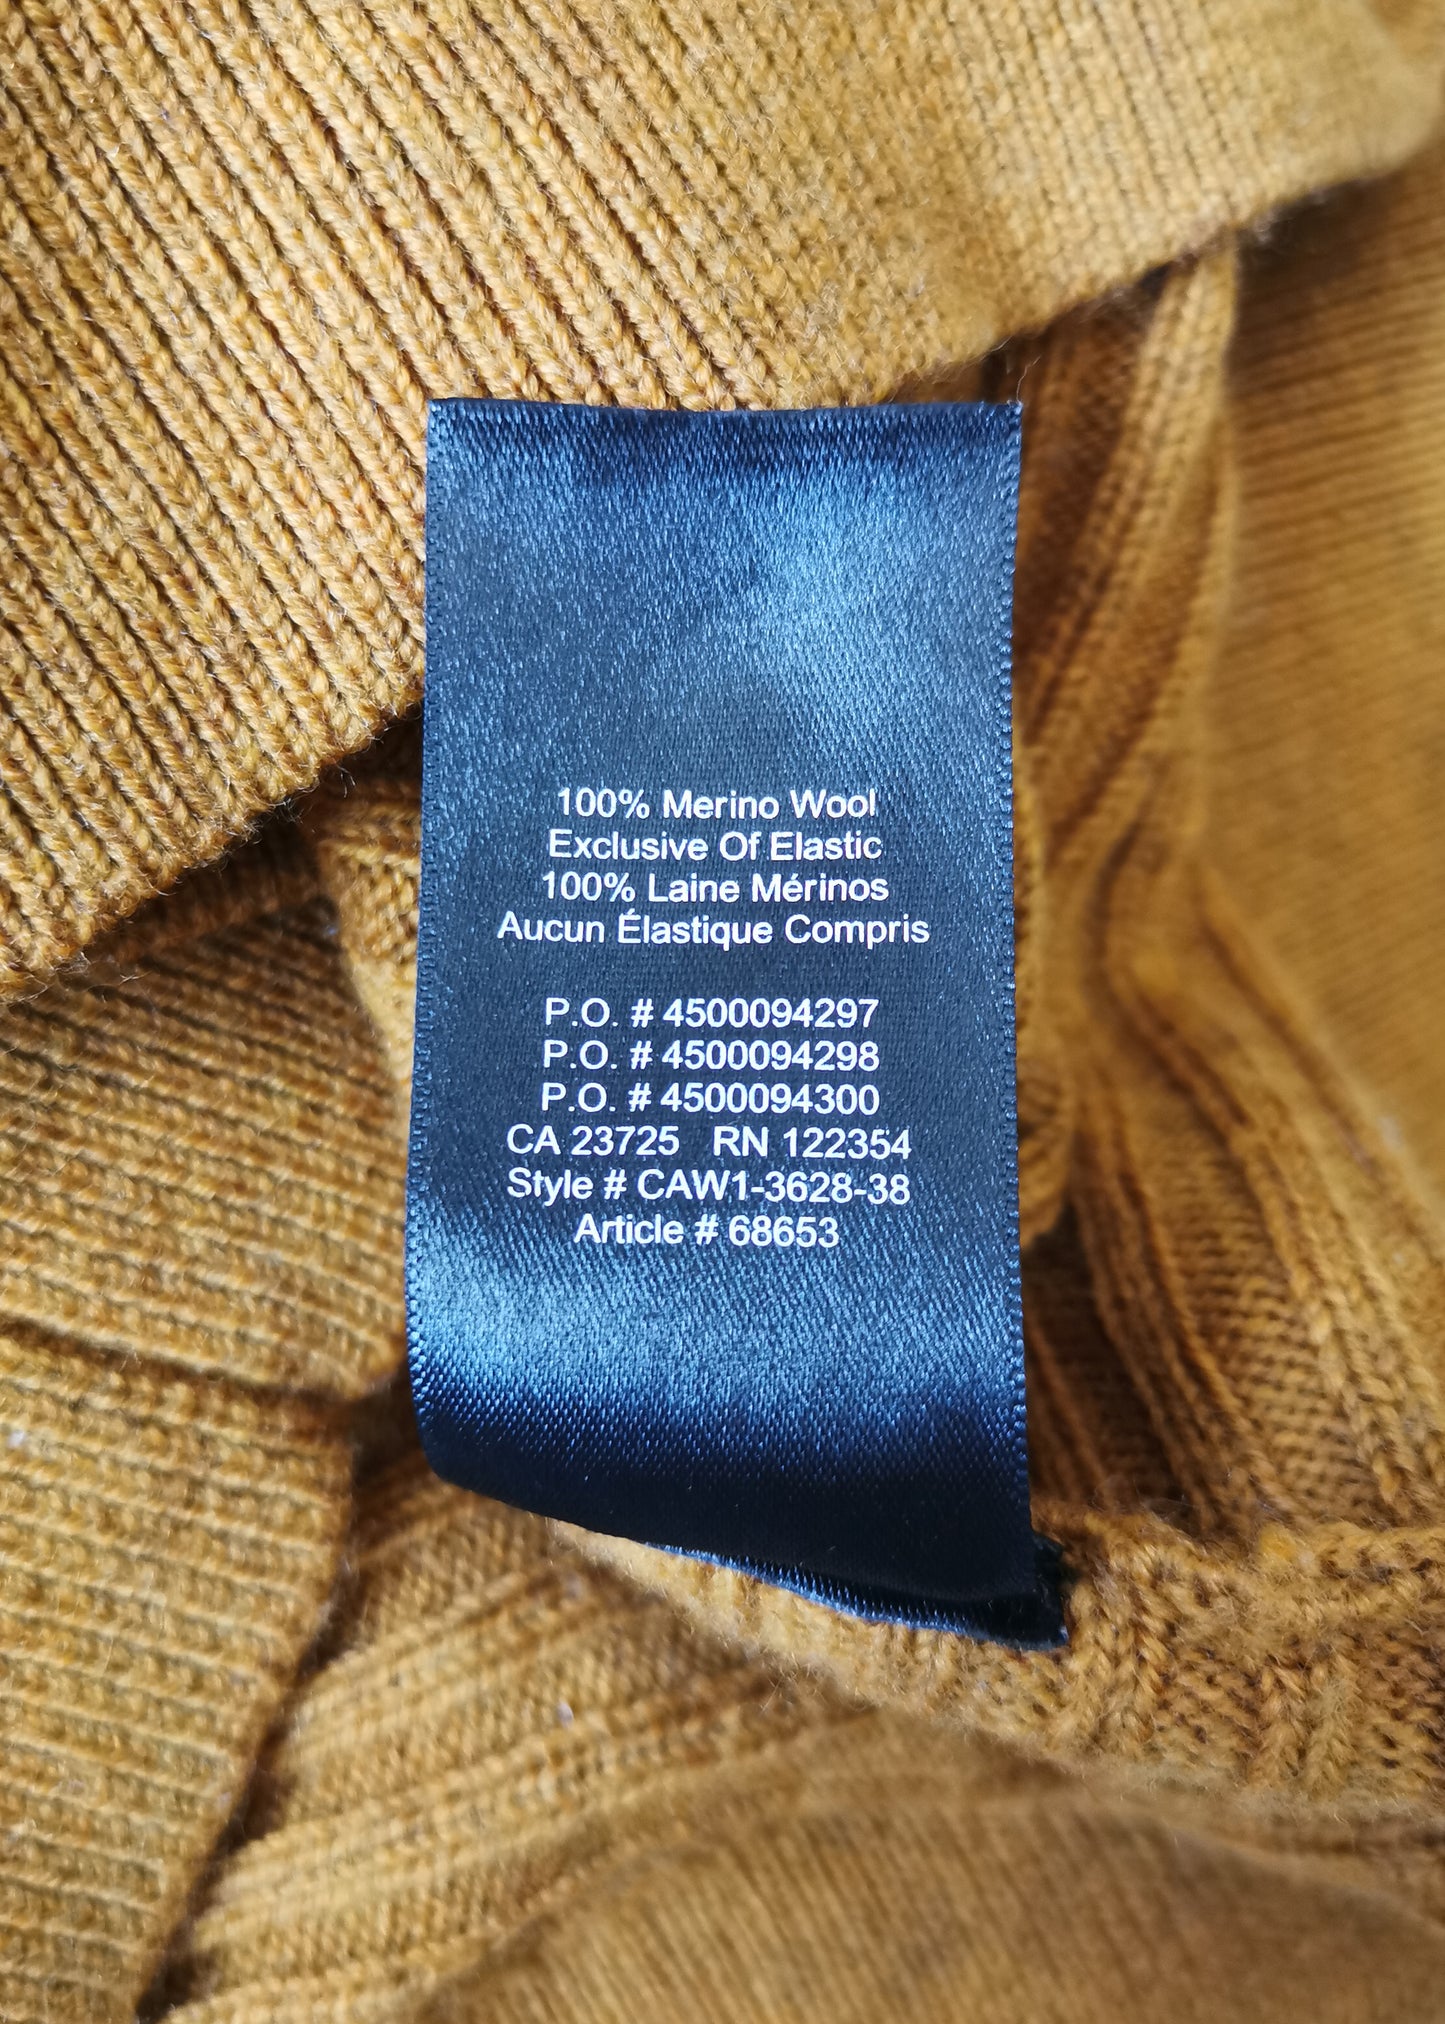 100% Merino Wool
Exclusive Of Elastic
100% Laine Mérinos
Aucun Élastique Compris
P.O. # 4500094297
P.O. # 4500094298
P.O. # 4500094300
CA 23725 RN 122354
Style # CAW1-3628-38
Article # 68653